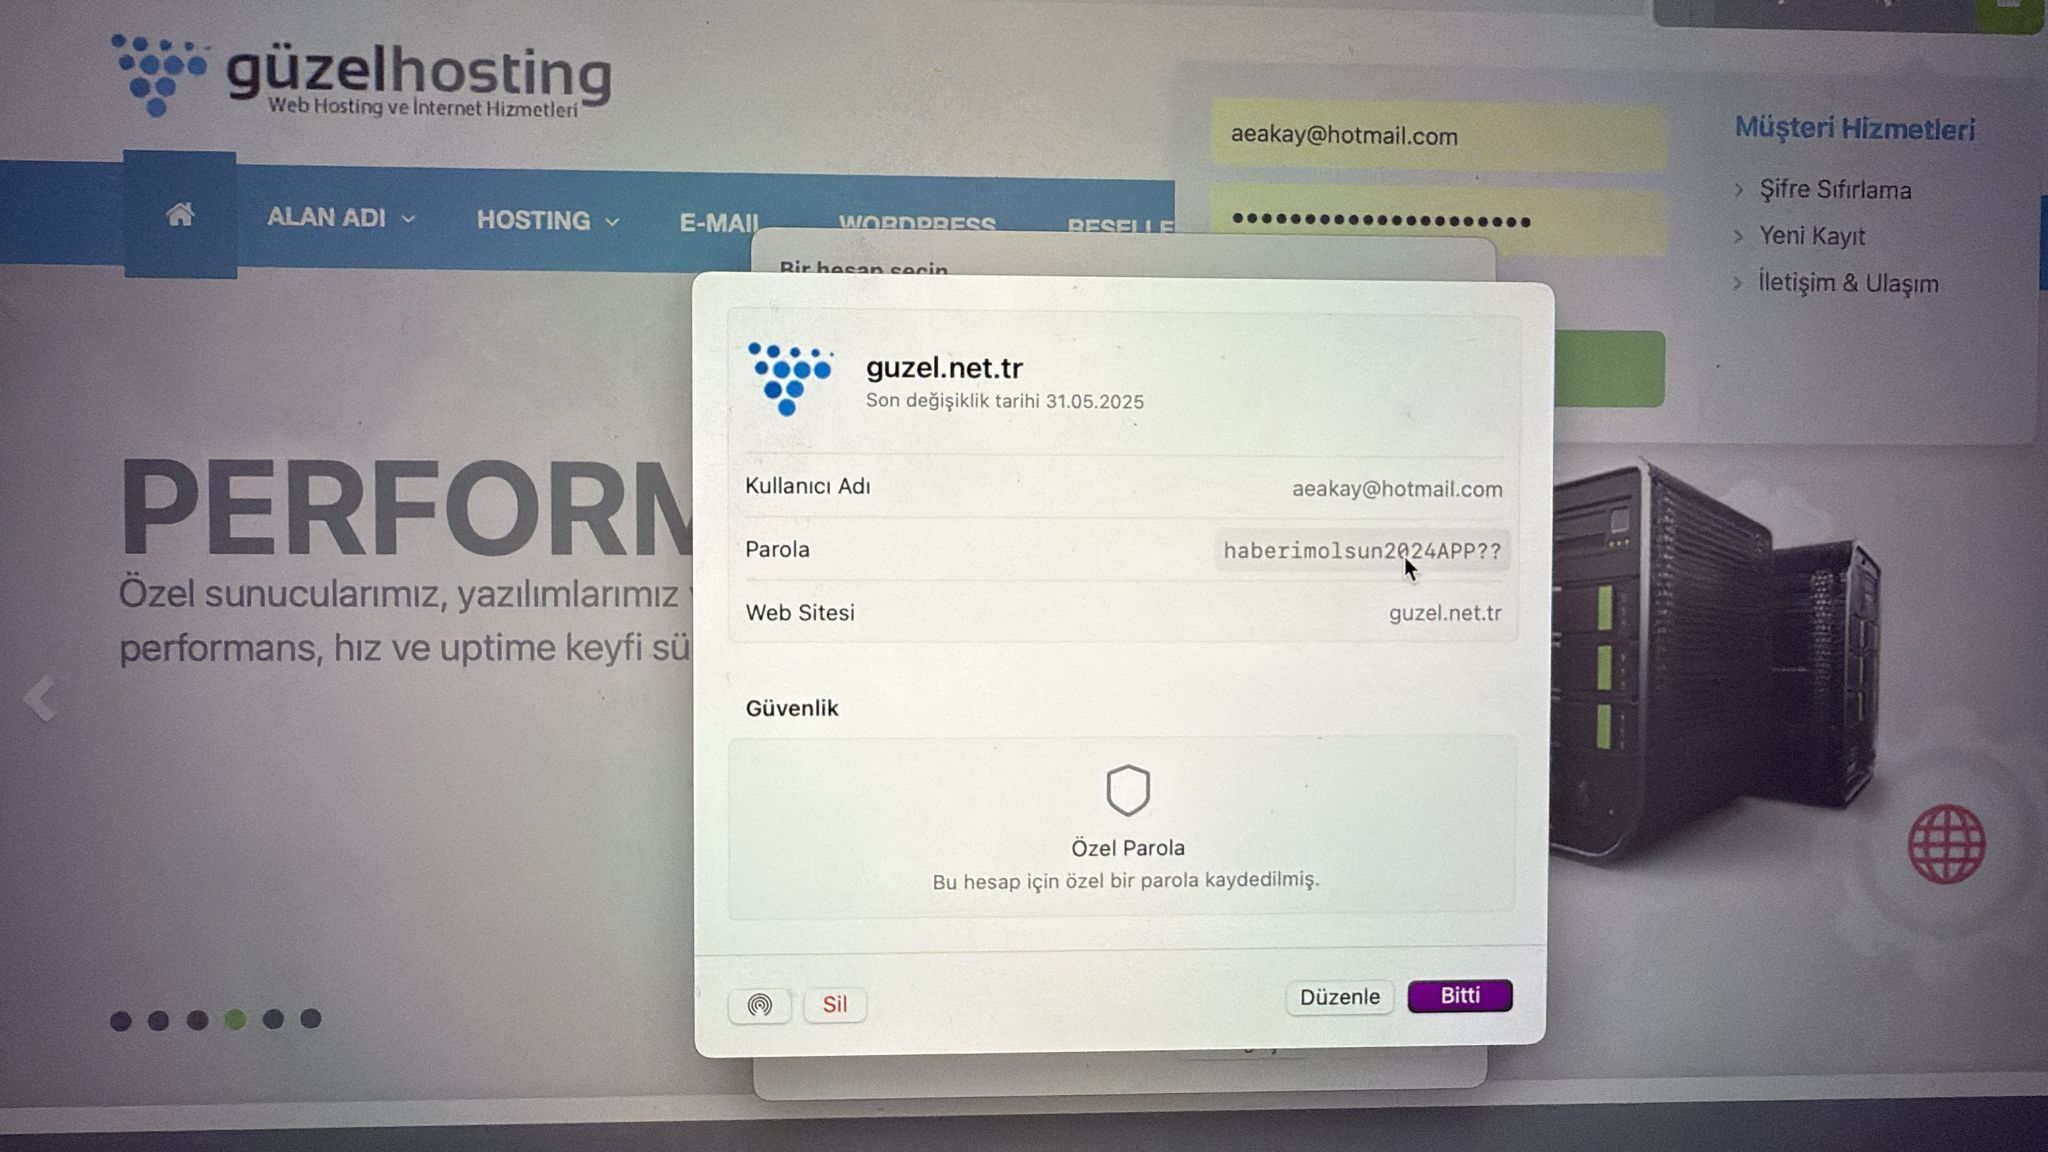 güzelhosting
Web Hosting ve İnternet Hizmetleri
aeakay@hotmail.com
Müşteri Hizmetleri
Şifre Sıfırlama
Yeni Kayıt
İletişim & Ulaşım
ALAN ADI
HOSTING
E-MAIL
WORDPRESS
RESELLE
Bir hesap seçin
guzel.net.tr
Son değişiklik tarihi 31.05.2025
Kullanıcı Adı
aeakay@hotmail.com
Parola
haberimolsun2024APP??
Web Sitesi
guzel.net.tr
PERFORM
Özel sunucularımız, yazılımlarımız
performans, hız ve uptime keyfi sü
Güvenlik
Özel Parola
Bu hesap için özel bir parola kaydedilmiş.
Sil
Düzenle
Bitti